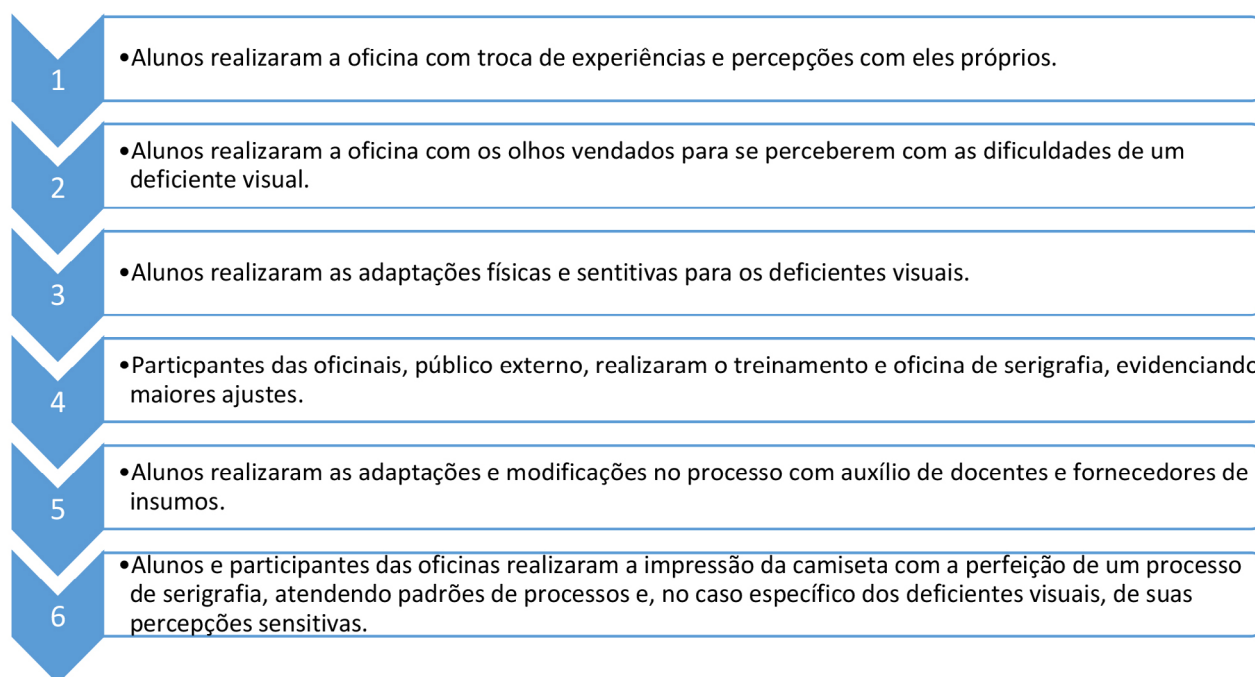 1
•Alunos realizaram a oficina com troca de experiências e percepções com eles próprios.
2
•Alunos realizaram a oficina com os olhos vendados para se perceberem com as dificuldades de um
deficiente visual.
3
•Alunos realizaram as adaptações físicas e sentitivas para os deficientes visuais.
4
•Particpantes das oficinais, público externo, realizaram o treinamento e oficina de serigrafia, evidenciando
maiores ajustes.
5
•Alunos realizaram as adaptações e modificações no processo com auxílio de docentes e fornecedores de
insumos.
6
•Alunos e participantes das oficinas realizaram a impressão da camiseta com a perfeição de um processo
de serigrafia, atendendo padrões de processos e, no caso específico dos deficientes visuais, de suas
percepções sensitivas.